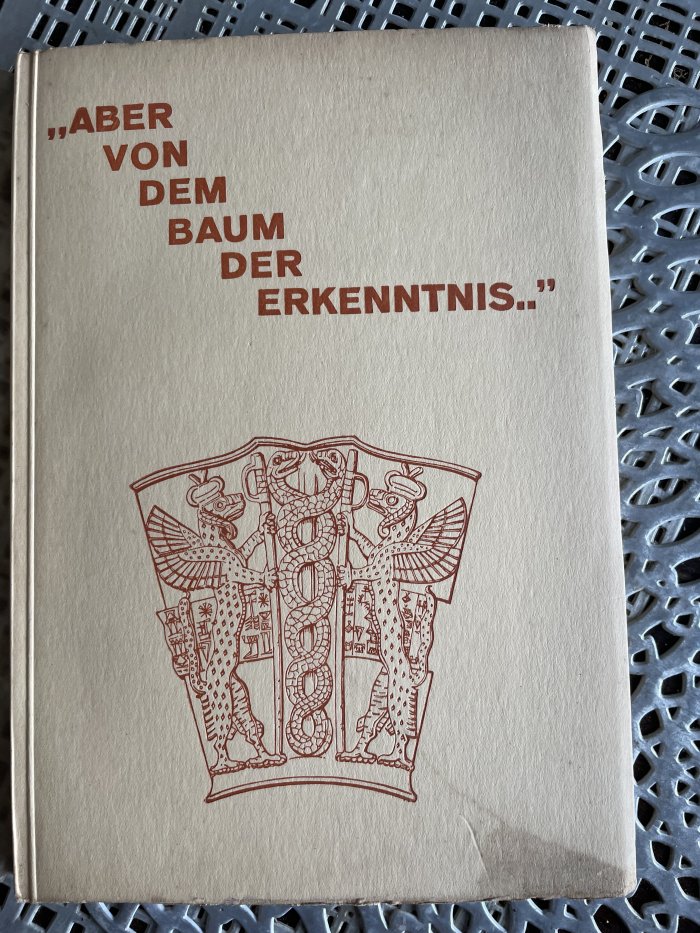 „ABER
VON
DEM
BAUM
DER
ERKENNTNIS..”